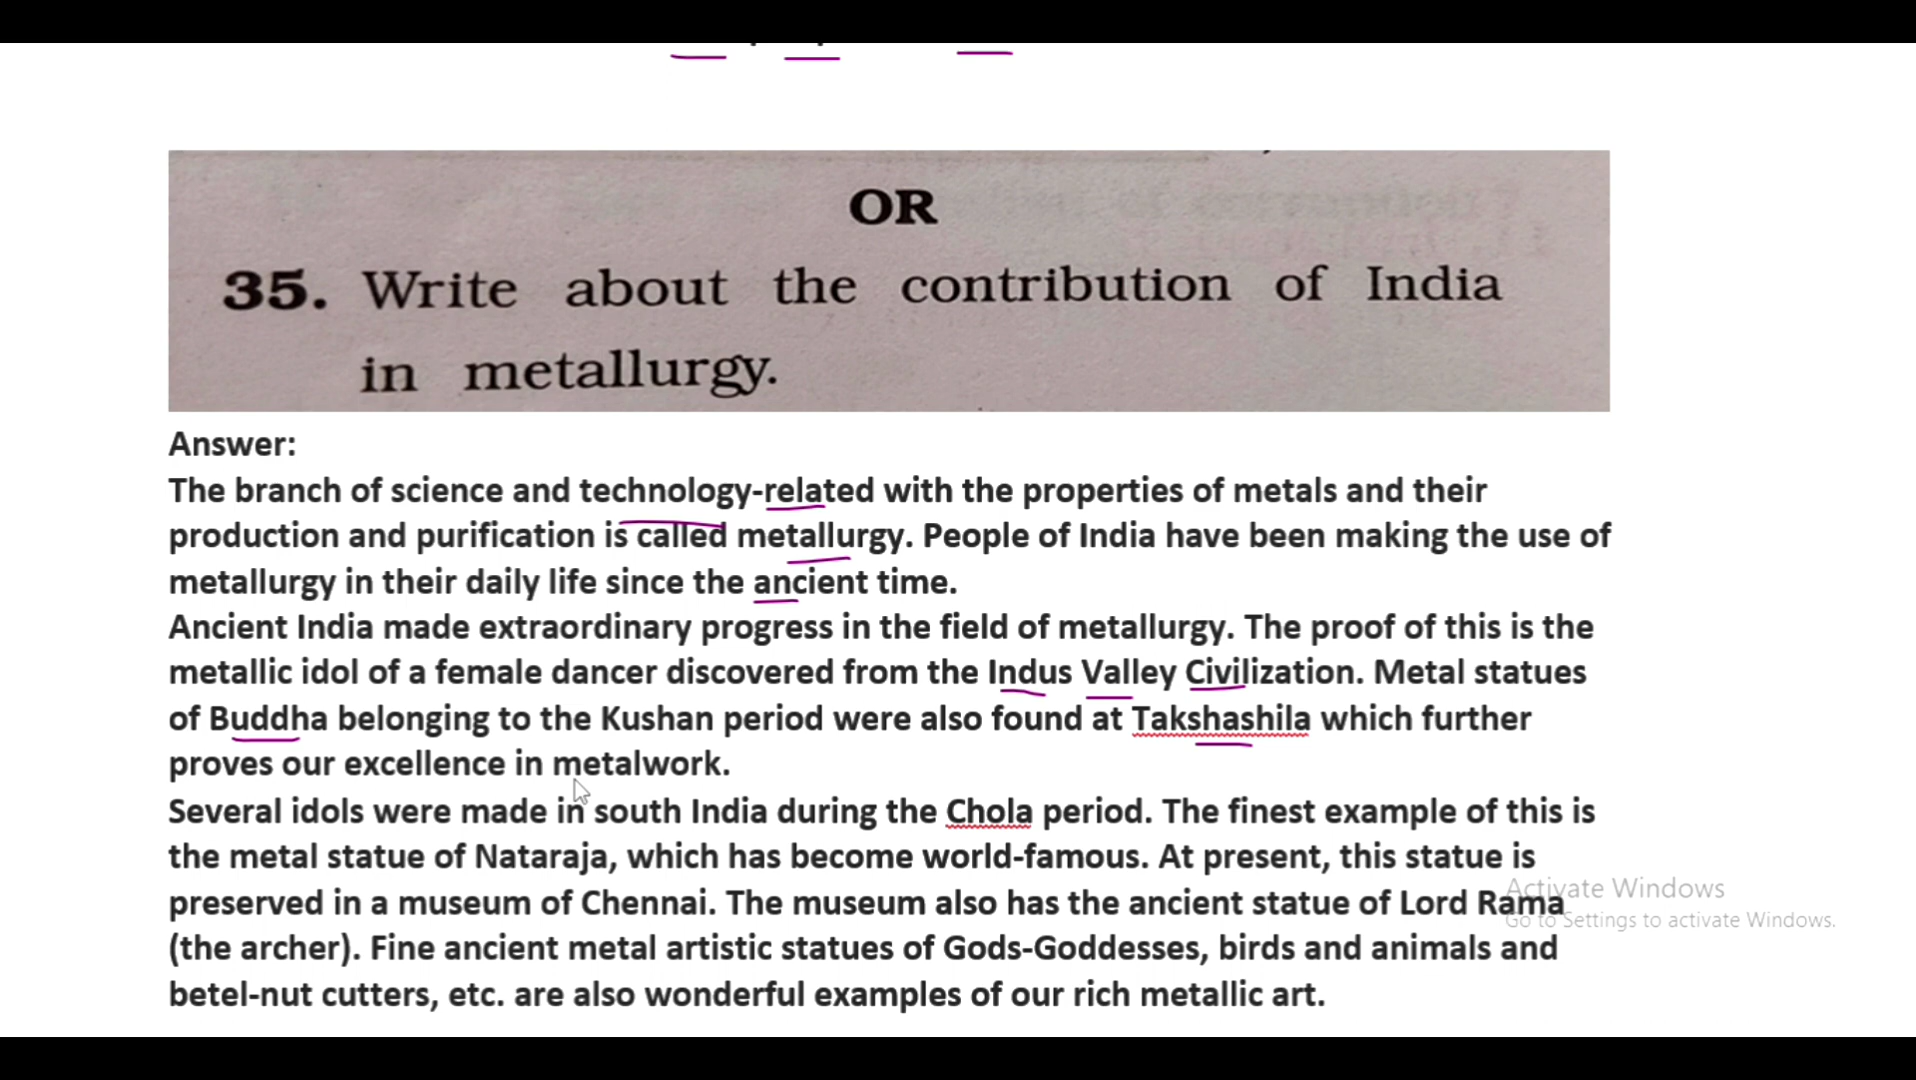 OR
35. Write about the contribution of India
in metallurgy.
Answer:
The branch of science and technology-related with the properties of metals and their
production and purification is called metallurgy. People of India have been making the use of
metallurgy in their daily life since the ancient time.
Ancient India made extraordinary progress in the field of metallurgy. The proof of this is the
metallic idol of a female dancer discovered from the Indus Valley Civilization. Metal statues
of Buddha belonging to the Kushan period were also found at Takshashila which further
proves our excellence in metalwork.
Several idols were made in south India during the Chola period. The finest example of this is
the metal statue of Nataraja, which has become world-famous. At present, this statue is
preserved in a museum of Chennai. The museum also has the ancient statue of Lord Rama
(the archer). Fine ancient metal artistic statues of Gods-Goddesses, birds and animals and
betel-nut cutters, etc. are also wonderful examples of our rich metallic art.
Activate Windows
Go to Settings to activate Windows.